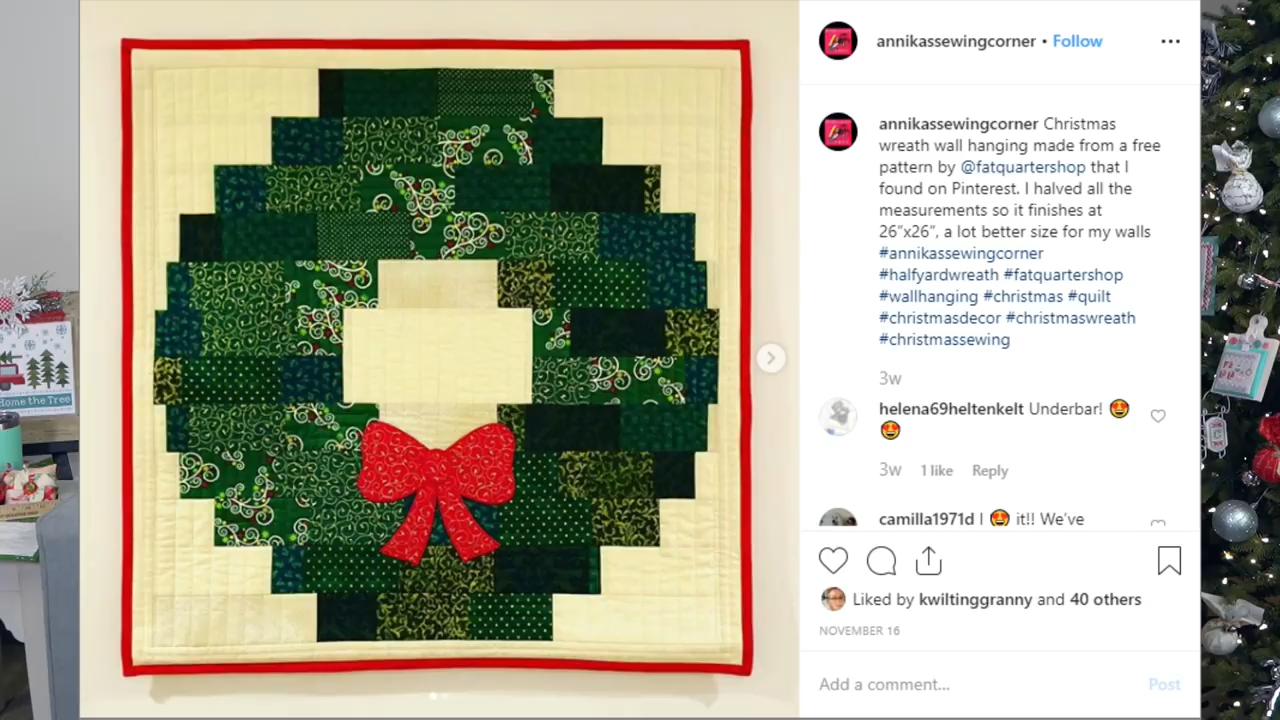 annikassewingcorner • Follow
annikassewingcorner Christmas
wreath wall hanging made from a free
pattern by @fatquartershop that I
found on Pinterest. I halved all the
measurements so it finishes at
26"x26", a lot better size for my walls
#annikassewingcorner
#halfyardwreath #fatquartershop
#wallhanging #christmas #quilt
#christmasdecor #christmaswreath
#christmassewing
3w
helena69heltenkelt Underbar! 🤩
🤩
3w 1 like Reply
camilla1971d I 🤩 it!! We've
Liked by kwiltinggranny and 40 others
NOVEMBER 16
Add a comment... Post
Home the Tree